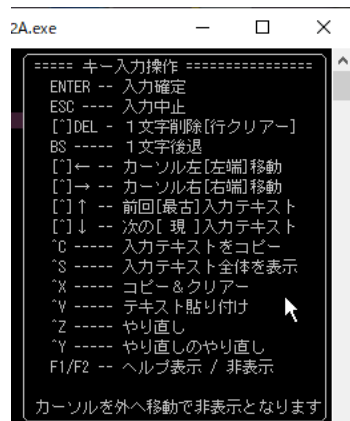 2A.exe
===== キー入力操作 ================
ENTER -- 入力確定
ESC ---- 入力中止
[^]DEL - 1文字削除[行クリアー]
BS ----- 1文字後退
[^]← -- カーソル左[左端]移動
[^]→ -- カーソル右[右端]移動
[^]↑ -- 前回[最古]入力テキスト
[^]↓ -- 次の[ 現 ]入力テキスト
^C ----- 入力テキストをコピー
^S ----- 入力テキスト全体を表示
^X ----- コピー&クリアー
^V ----- テキスト貼り付け
^Z ----- やり直し
^Y ----- やり直しのやり直し
F1/F2 -- ヘルプ表示 / 非表示
カーソルを外へ移動で非表示となります